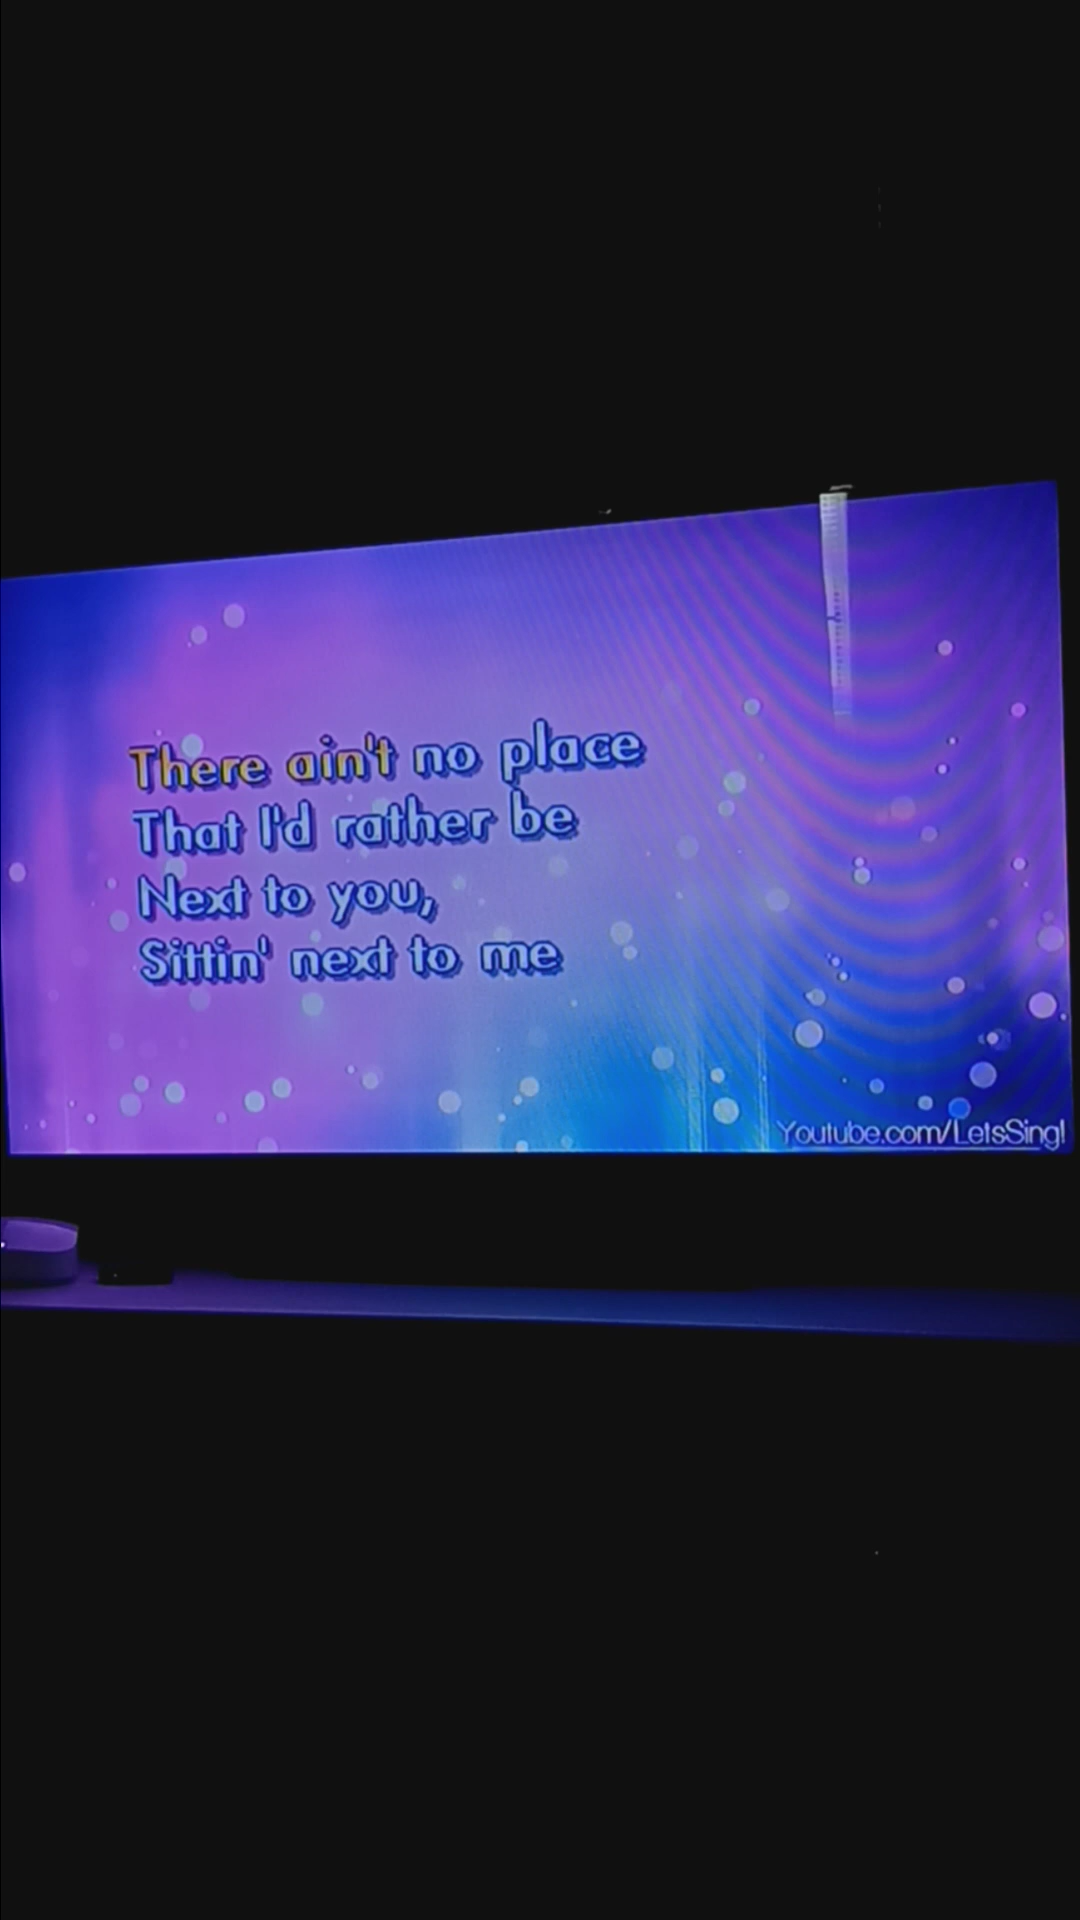 There ain't no place
That I'd rather be
Next to you,
Sittin' next to me
Youtube.com/LetsSing!